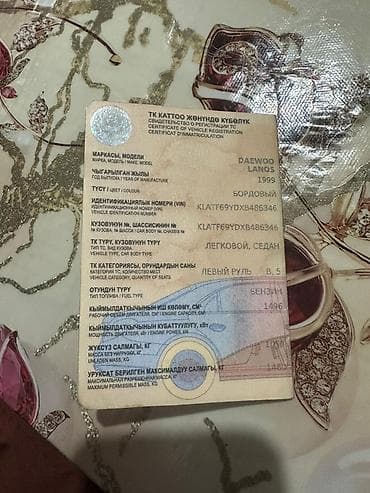 ТК КАТТОО ЖӨНҮНДӨ КҮБӨЛҮК
СВИДЕТЕЛЬСТВО О РЕГИСТРАЦИИ ТС
CERTIFICATE OF VEHICLE REGISTRATION
CERTIFICAT D'IMMATRICULATION
МАРКАСЫ, МОДЕЛИ DAEWOO
МАРКА, МОДЕЛЬ / MAKE, MODEL LANOS
ЧЫГАРЫЛГАН ЖЫЛЫ 1999
ГОД ВЫПУСКА / YEAR OF MANUFACTURE
ТҮСҮ / ЦВЕТ / COLOUR БОРДОВЫЙ
ИДЕНТИФИКАЦИЯЛЫК НОМЕРИ (VIN) KLATF69YDXB486346
ИДЕНТИФИКАЦИОННЫЙ НОМЕР (VIN)
VEHICLE IDENTIFICATION NUMBER
КУЗОВУНУН №, ШАССИСИНИН № KLATF69YDXB486346
№ КУЗОВА, № ШАССИ / CAR BODY №, CHASSIS №
ТК ТҮРҮ, КУЗОВУНУН ТҮРҮ ЛЕГКОВОЙ, СЕДАН
ТИП ТС, ВИД КУЗОВА
VEHICLE TYPE, CAR BODY TYPE
ТК КАТЕГОРИЯСЫ, ОРУНДАРДЫН САНЫ ЛЕВЫЙ РУЛЬ B, 5
КАТЕГОРИЯ ТС, КОЛИЧЕСТВО МЕСТ
VEHICLE CATEGORY, QUANTITY OF SEATS
ОТУНДУН ТҮРҮ БЕНЗИН
ТИП ТОПЛИВА / FUEL TYPE
КЫЙМЫЛДАТКЫЧТЫН ИШ КӨЛӨМҮ, СМ³ 1496
РАБОЧИЙ ОБЪЕМ ДВИГАТЕЛЯ, СМ³ / ENGINE CAPACITY, CM³
КЫЙМЫЛДАТКЫЧЫНЫН КУБАТТУУЛУГУ, кВт
МОЩНОСТЬ ДВИГАТЕЛЯ, кВт / ENGINE POWER, kW
ЖҮКСҮЗ САЛМАГЫ, КГ
МАССА БЕЗ НАГРУЗКИ, КГ
UNLADEN MASS, KG
УРУКСАТ БЕРИЛГЕН МАКСИМАЛДУУ САЛМАГЫ, КГ
МАКСИМАЛЬНАЯ РАЗРЕШЕННАЯ МАССА, КГ
PERMISSIBLE MAXIMUM MASS, KG